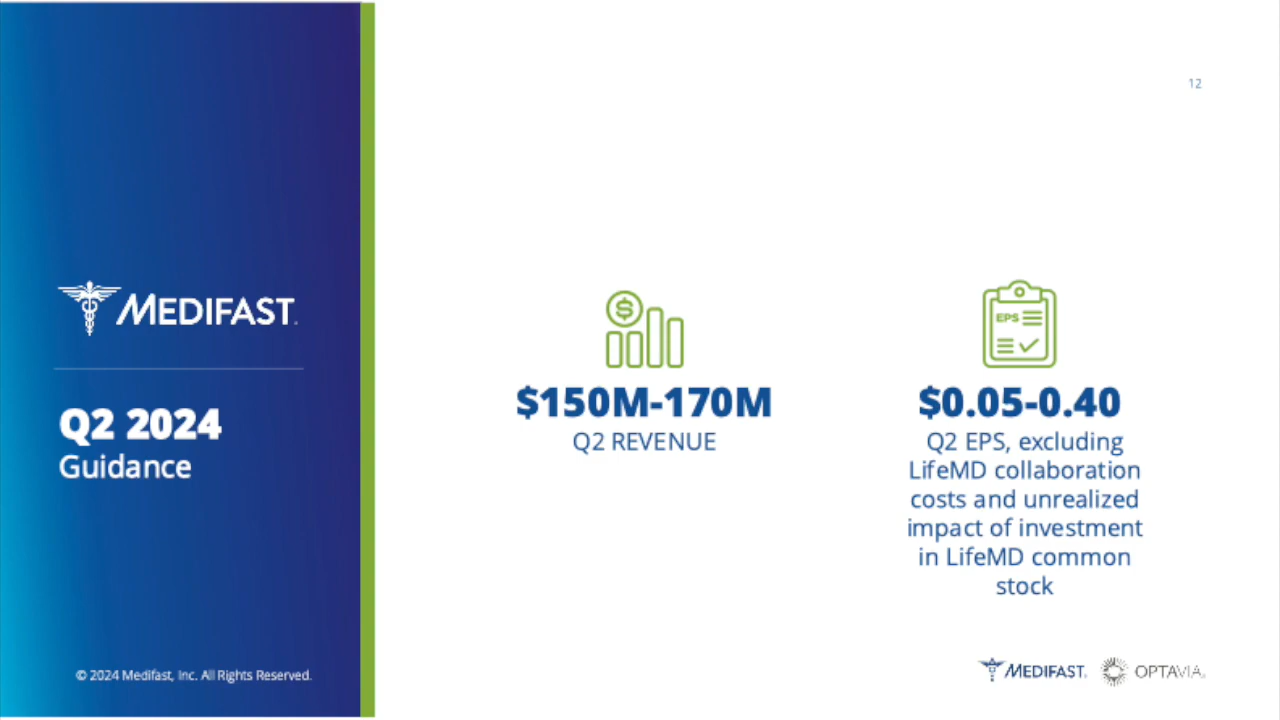 12
MEDIFAST
Q2 2024
Guidance
© 2024 Medifast, Inc. All Rights Reserved.
$150M-170M
Q2 REVENUE
EPS
$0.05-0.40
Q2 EPS, excluding
LifeMD collaboration
costs and unrealized
impact of investment
in LifeMD common
stock
MEDIFAST OPTAVIA